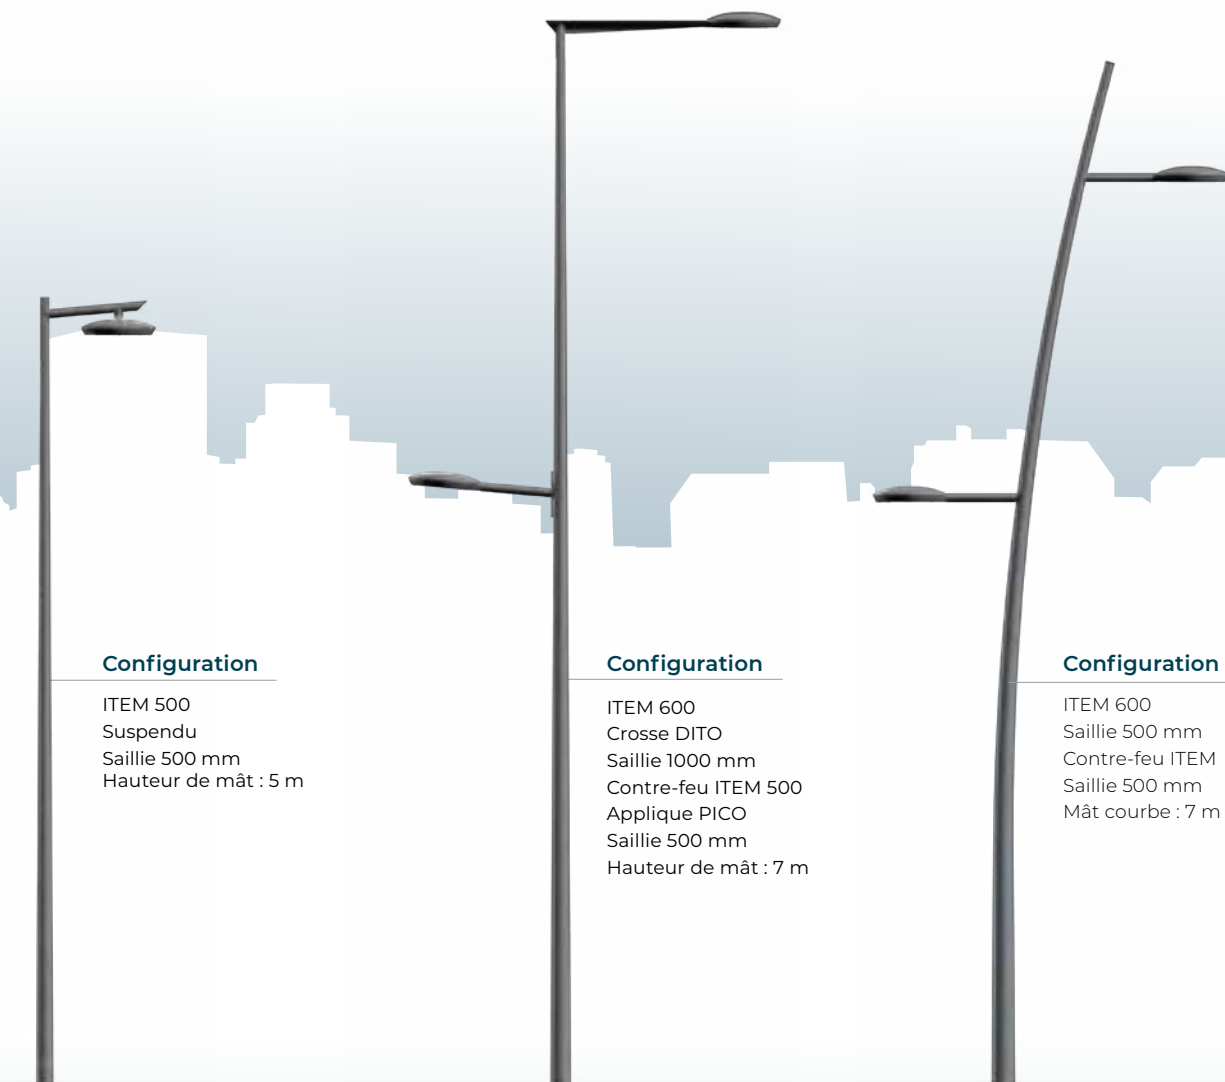 Configuration
ITEM 500
Suspendu
Saillie 500 mm
Hauteur de mât : 5 m
Configuration
ITEM 600
Crosse DITO
Saillie 1000 mm
Contre-feu ITEM 500
Applique PICO
Saillie 500 mm
Hauteur de mât : 7 m
Configuration
ITEM 600
Saillie 500 mm
Contre-feu ITEM
Saillie 500 mm
Mât courbe : 7 m